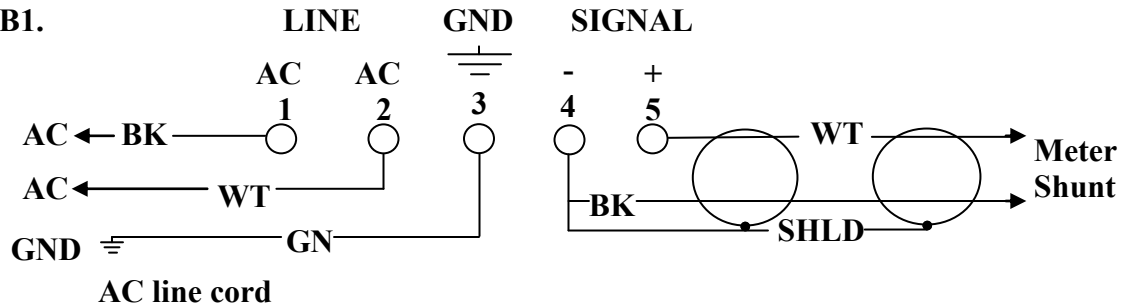 B1. LINE GND SIGNAL
AC AC - +
1 2 3 4 5
AC BK WT Meter
AC WT BK Shunt
GND GN SHLD
AC line cord